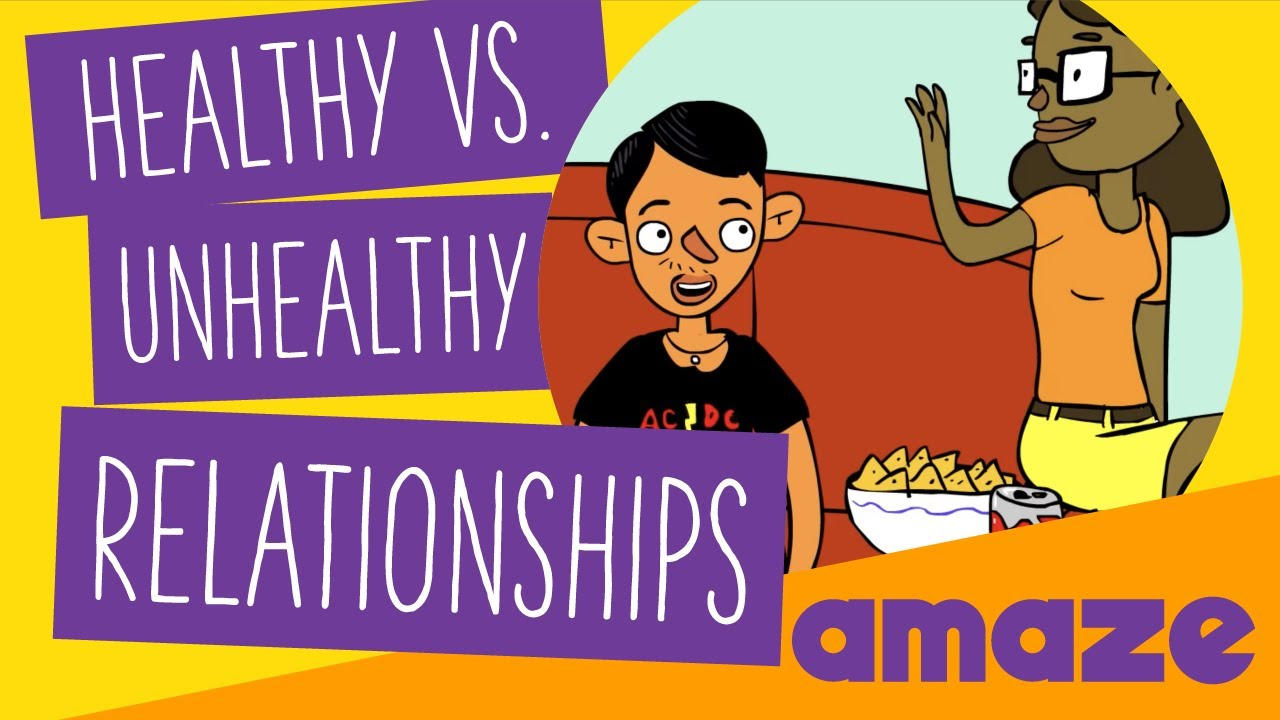 HEALTHY VS.
UNHEALTHY
RELATIONSHIPS
AC DC
amaze